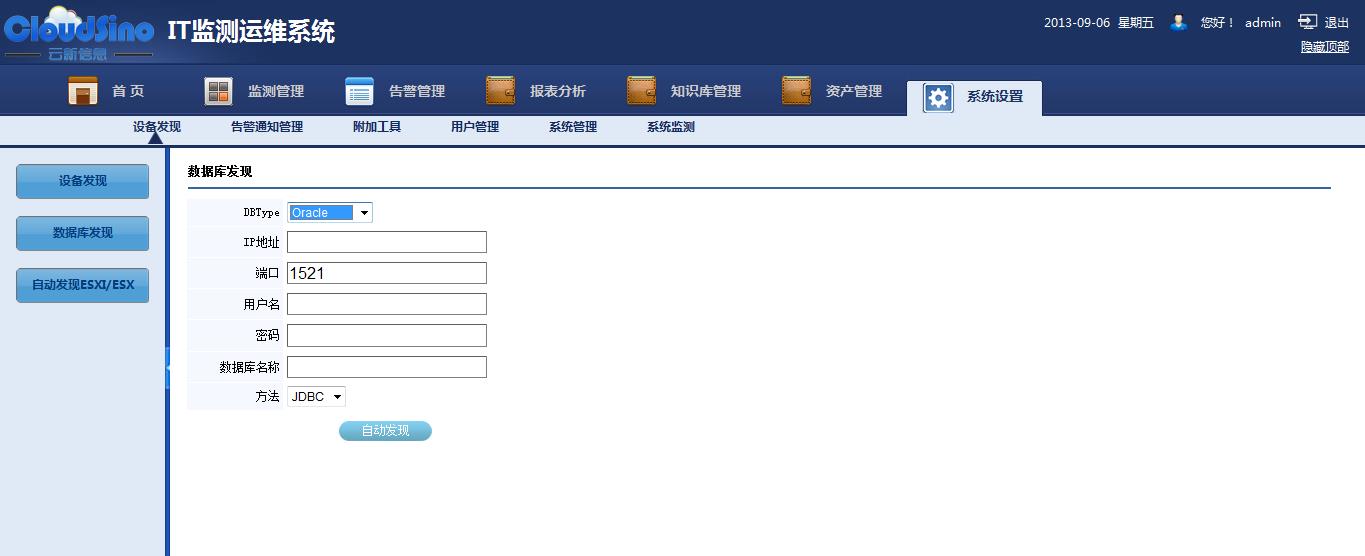 CloudSino
云新信息
IT监测运维系统
2013-09-06 星期五 您好！ admin 退出
隐藏顶部
首 页 监测管理 告警管理 报表分析 知识库管理 资产管理 系统设置
设备发现 告警通知管理 附加工具 用户管理 系统管理 系统监测
设备发现
数据库发现
自动发现ESXI/ESX
数据库发现
DBType Oracle
IP地址
端口 1521
用户名
密码
数据库名称
方法 JDBC
自动发现